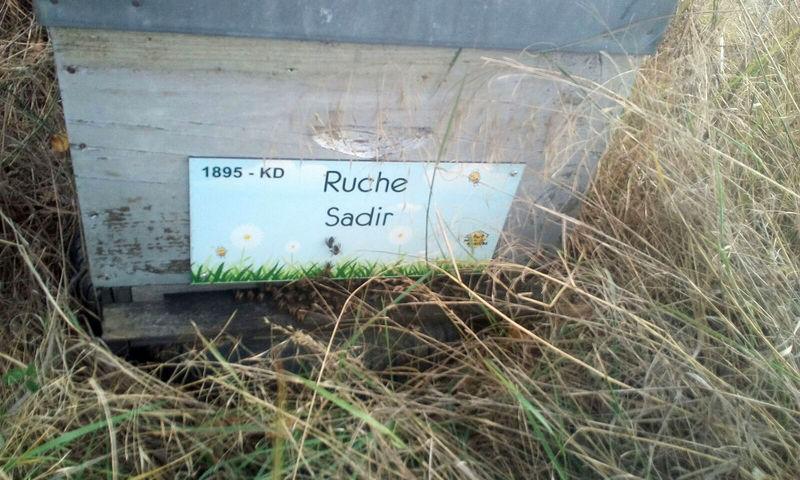 1895 - KD
Ruche
Sadir